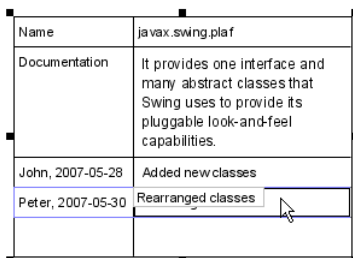 Name
javax.swing.plaf
Documentation
It provides one interface and
many abstract classes that
Swing uses to provide its
pluggable look-and-feel
capabilities.
John, 2007-05-28
Added new classes
Peter, 2007-05-30
Rearranged classes